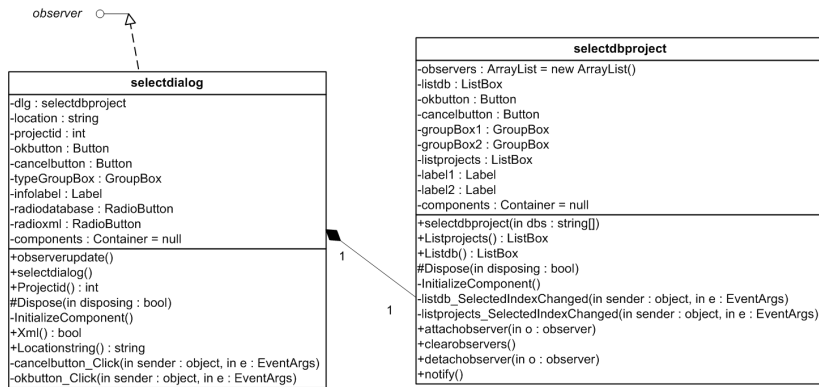 observer
selectdialog
-dlg : selectdbproject
-location : string
-projectid : int
-okbutton : Button
-cancelbutton : Button
-typeGroupBox : GroupBox
-infolabel : Label
-radiodatabase : RadioButton
-radioxml : RadioButton
-components : Container = null
+observerupdate()
+selectdialog()
+Projectid() : int
#Dispose(in disposing : bool)
-InitializeComponent()
+Xml() : bool
+Locationstring() : string
-cancelbutton_Click(in sender : object, in e : EventArgs)
-okbutton_Click(in sender : object, in e : EventArgs)
1
1
selectdbproject
-observers : ArrayList = new ArrayList()
-listdb : ListBox
-okbutton : Button
-cancelbutton : Button
-groupBox1 : GroupBox
-groupBox2 : GroupBox
-listprojects : ListBox
-label1 : Label
-label2 : Label
-components : Container = null
+selectdbproject(in dbs : string[])
+Listprojects() : ListBox
+Listdb() : ListBox
#Dispose(in disposing : bool)
-InitializeComponent()
-listdb_SelectedIndexChanged(in sender : object, in e : EventArgs)
-listprojects_SelectedIndexChanged(in sender : object, in e : EventArgs)
+attachobserver(in o : observer)
+clearobservers()
+detachobserver(in o : observer)
+notify()